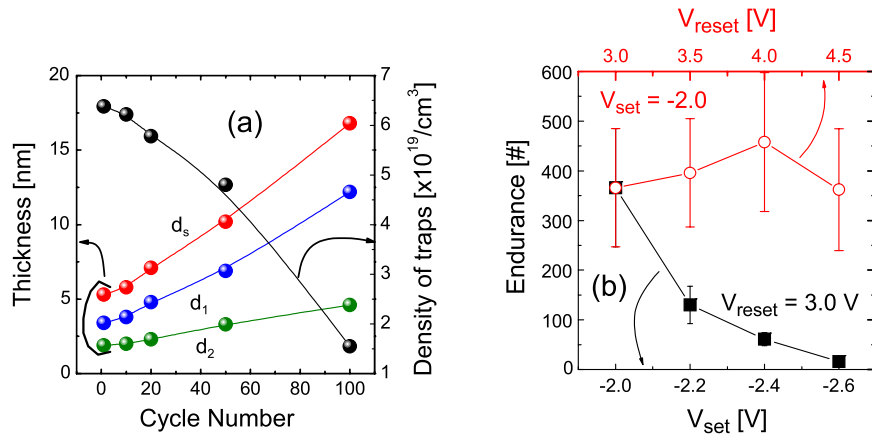 (a)
Thickness [nm]
20
15
10
5
0
d_s
d_1
d_2
0 20 40 60 80 100
Cycle Number
7
6
5
4
3
2
1
Density of traps [x10^19/cm^3]
V_reset [V]
3.0 3.5 4.0 4.5
Endurance [#]
600
500
400
300
200
100
0
V_set = -2.0
(b)
V_reset = 3.0 V
-2.0 -2.2 -2.4 -2.6
V_set [V]